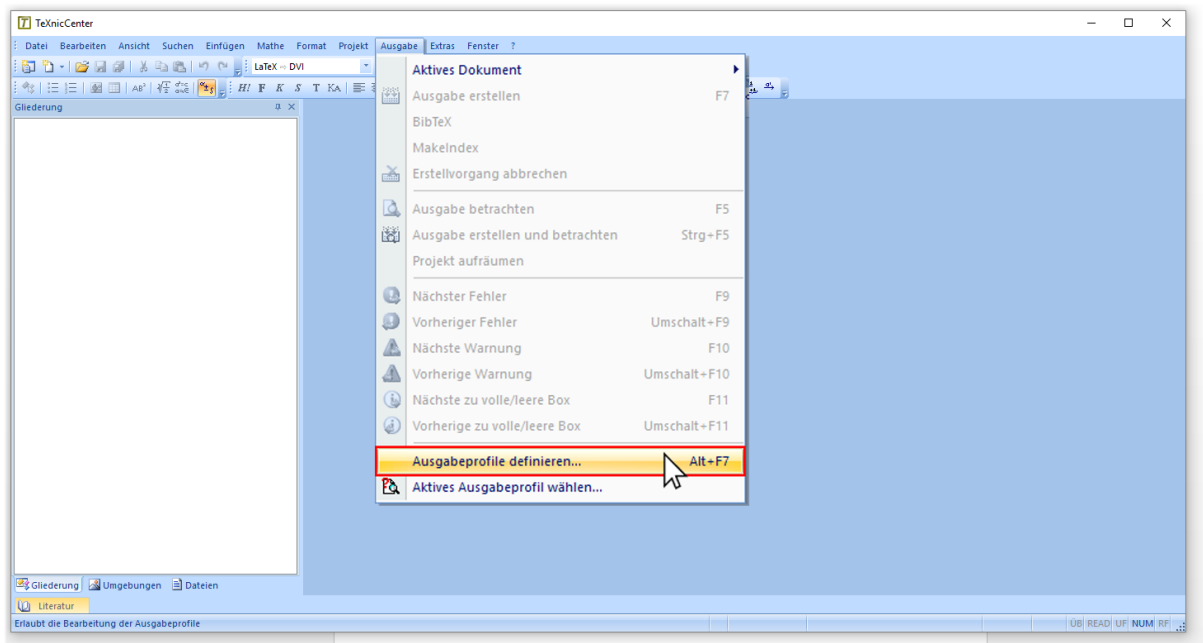 TeXnicCenter
Datei Bearbeiten Ansicht Suchen Einfügen Mathe Format Projekt Ausgabe Extras Fenster ?
LaTeX → DVI
H! F K S T KA
Gliederung
Aktives Dokument
Ausgabe erstellen F7
BibTeX
MakeIndex
Erstellvorgang abbrechen
Ausgabe betrachten F5
Ausgabe erstellen und betrachten Strg+F5
Projekt aufräumen
Nächster Fehler F9
Vorheriger Fehler Umschalt+F9
Nächste Warnung F10
Vorherige Warnung Umschalt+F10
Nächste zu volle/leere Box F11
Vorherige zu volle/leere Box Umschalt+F11
Ausgabeprofile definieren... Alt+F7
Aktives Ausgabeprofil wählen...
Gliederung Umgebungen Dateien
Literatur
Erlaubt die Bearbeitung der Ausgabeprofile ÜB READ UF NUM RF